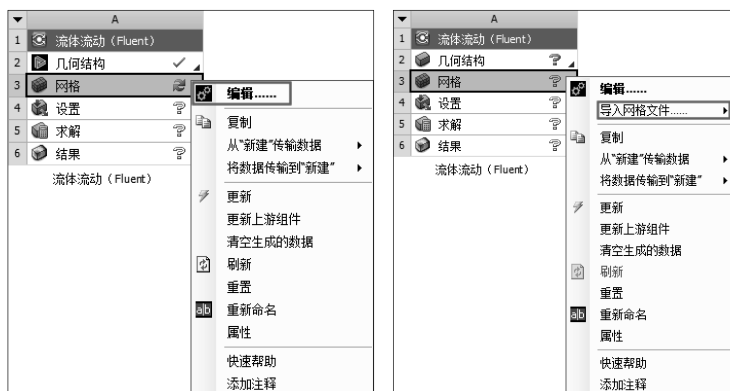 A
1 流体流动（Fluent）
2 几何结构 ✓
3 网格
4 设置 ?
5 求解 ?
6 结果 ?
流体流动（Fluent）
编辑……
复制
从“新建”传输数据
将数据传输到“新建”
更新
更新上游组件
清空生成的数据
刷新
重置
a|b 重新命名
属性
快速帮助
添加注释
A
1 流体流动（Fluent）
2 几何结构 ?
3 网格 ?
4 设置 ?
5 求解 ?
6 结果 ?
流体流动（Fluent）
编辑……
导入网格文件……
复制
从“新建”传输数据
将数据传输到“新建”
更新
更新上游组件
清空生成的数据
刷新
重置
a|b 重新命名
属性
快速帮助
添加注释